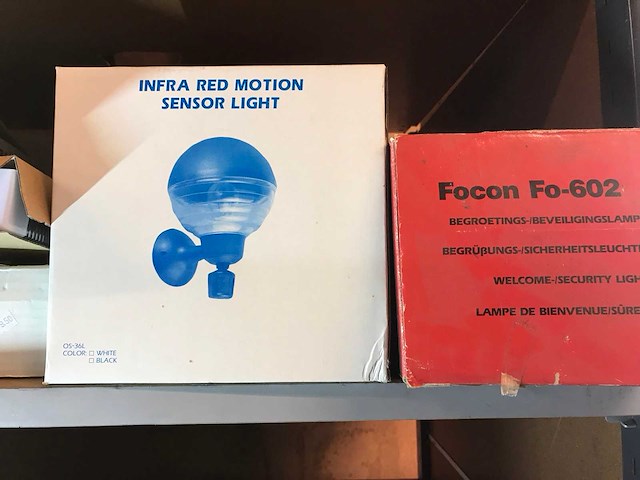 INFRA RED MOTION
SENSOR LIGHT
OS-36L
COLOR: □ WHITE
□ BLACK
Focon Fo-602
BEGROETINGS-/BEVEILIGINGSLAMP
BEGRÜßUNGS-/SICHERHEITSLEUCHT
WELCOME-/SECURITY LIGH
LAMPE DE BIENVENUE/SÛRE